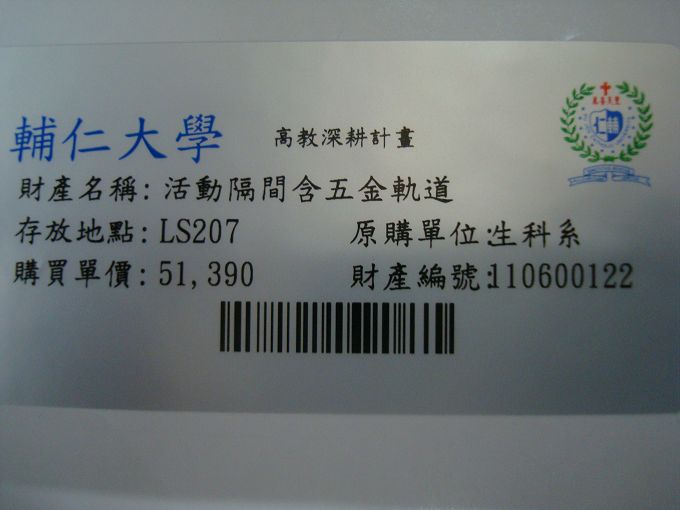 輔仁大學 高教深耕計畫
財產名稱: 活動隔間含五金軌道
存放地點: LS207 原購單位:生科系
購買單價: 51,390 財產編號:110600122